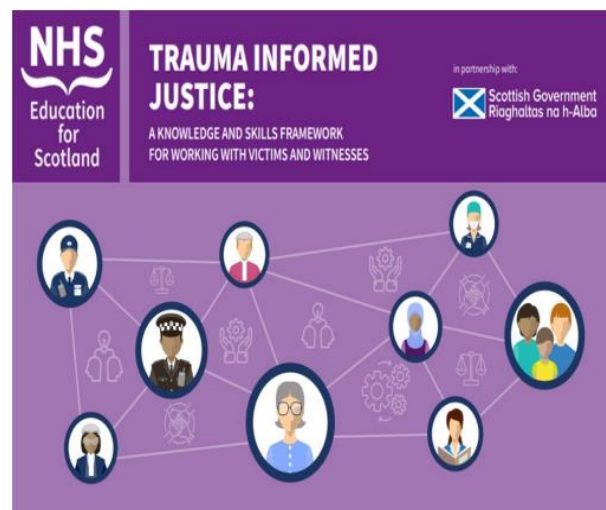 NHS
Education
for
Scotland
TRAUMA INFORMED
JUSTICE:
A KNOWLEDGE AND SKILLS FRAMEWORK
FOR WORKING WITH VICTIMS AND WITNESSES
in partnership with:
Scottish Government
Riaghaltas na h-Alba